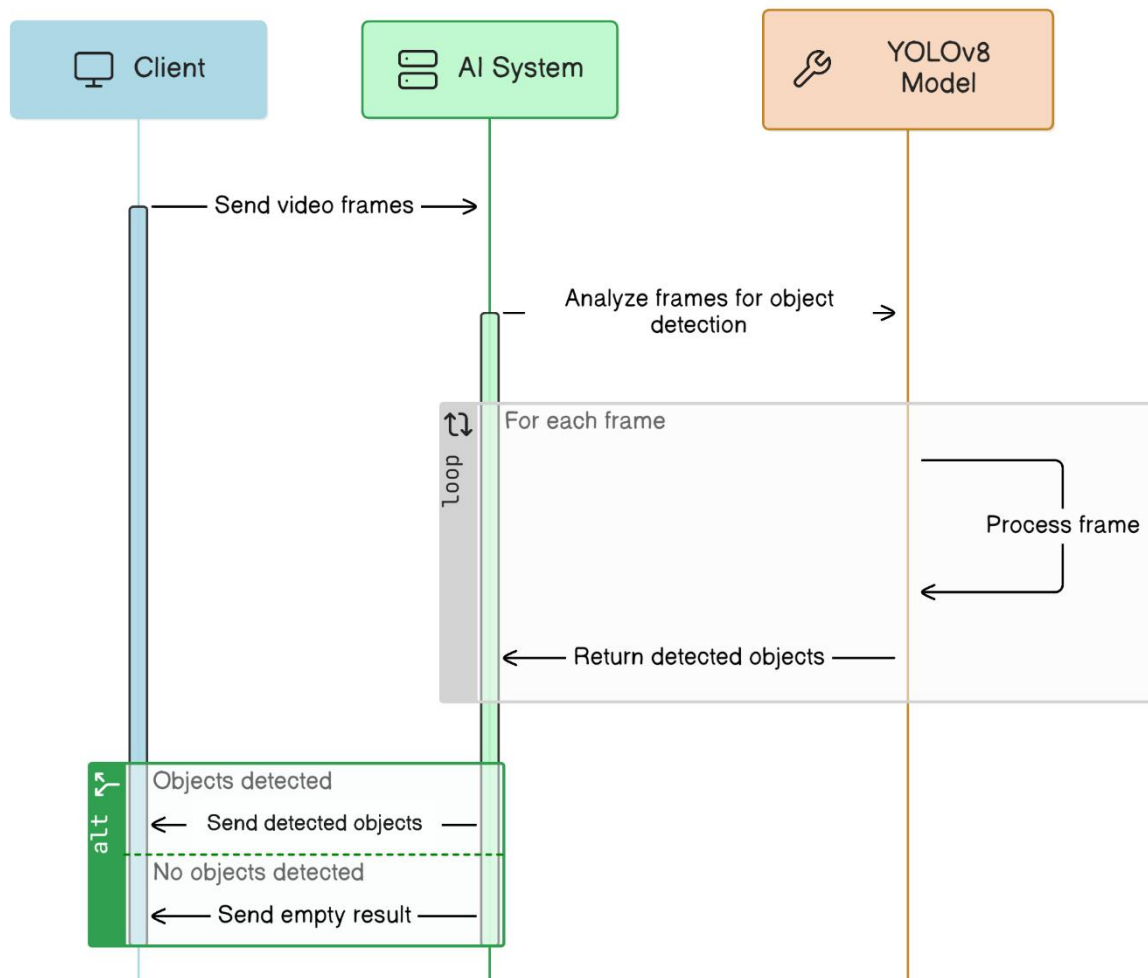 Client
AI System
YOLOv8
Model
Send video frames
Analyze frames for object
detection
loop
For each frame
Process frame
Return detected objects
alt
Objects detected
Send detected objects
No objects detected
Send empty result